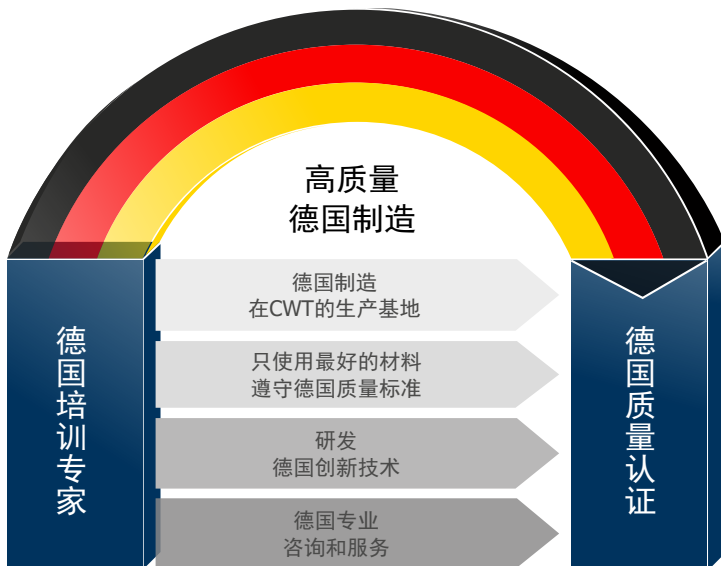 高质量
德国制造
德国制造
在CWT的生产基地
只使用最好的材料
遵守德国质量标准
研发
德国创新技术
德国专业
咨询和服务
德国培训专家
德国质量认证